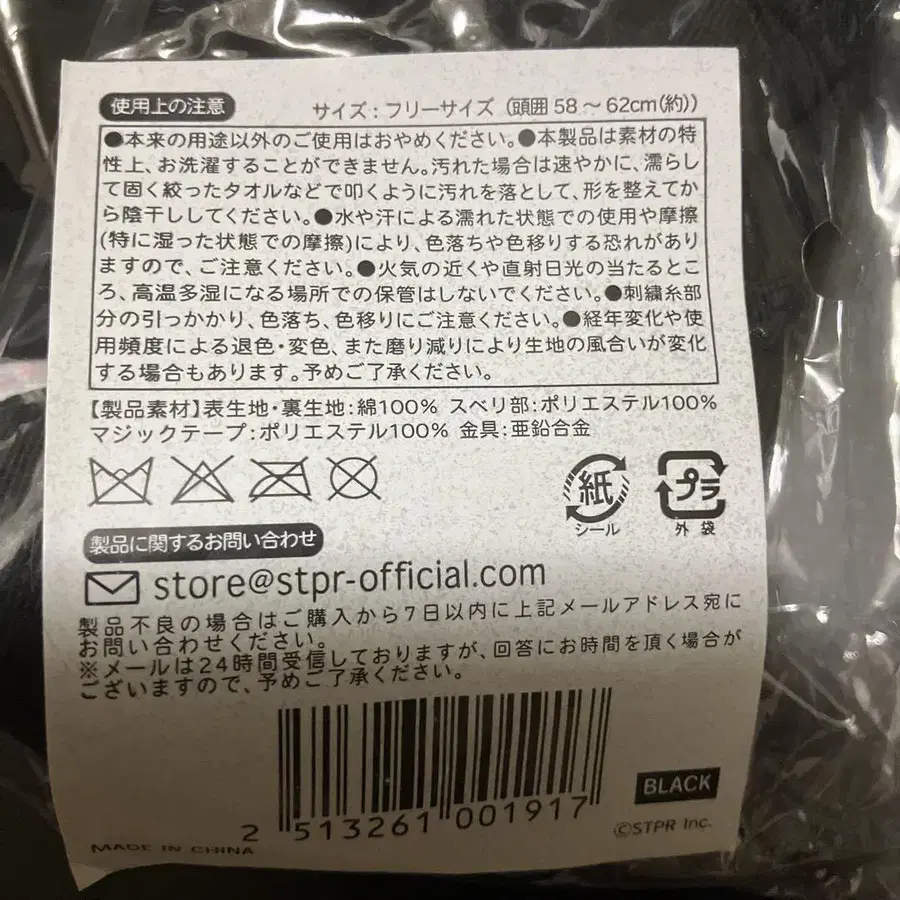 使用上の注意
サイズ：フリーサイズ（頭囲 58 ～ 62cm（約））
●本来の用途以外のご使用はおやめください。●本製品は素材の特
性上、お洗濯することができません。汚れた場合は速やかに、濡らし
て固く絞ったタオルなどで叩くように汚れを落として、形を整えてか
ら陰干ししてください。●水や汗による濡れた状態での使用や摩擦
(特に湿った状態での摩擦)により、色落ちや色移りする恐れがあり
ますので、ご注意ください。●火気の近くや直射日光の当たるとこ
ろ、高温多湿になる場所での保管はしないでください。●刺繍糸部
分の引っかかり、色落ち、色移りにご注意ください。●経年変化や使
用頻度による退色・変色、また磨り減りにより生地の風合いが変化
する場合もあります。予めご了承ください。
【製品素材】表生地・裏生地：綿100% スベリ部：ポリエステル100%
マジックテープ：ポリエステル100% 金具：亜鉛合金
紙
シール
プラ
外袋
製品に関するお問い合わせ
store@stpr-official.com
製品不良の場合はご購入から7日以内に上記メールアドレス宛に
お問い合わせください。
※メールは24時間受信しておりますが、回答にお時間を頂く場合が
ございますので、予めご了承ください。
2 513261 001917
BLACK
©STPR Inc.
MADE IN CHINA